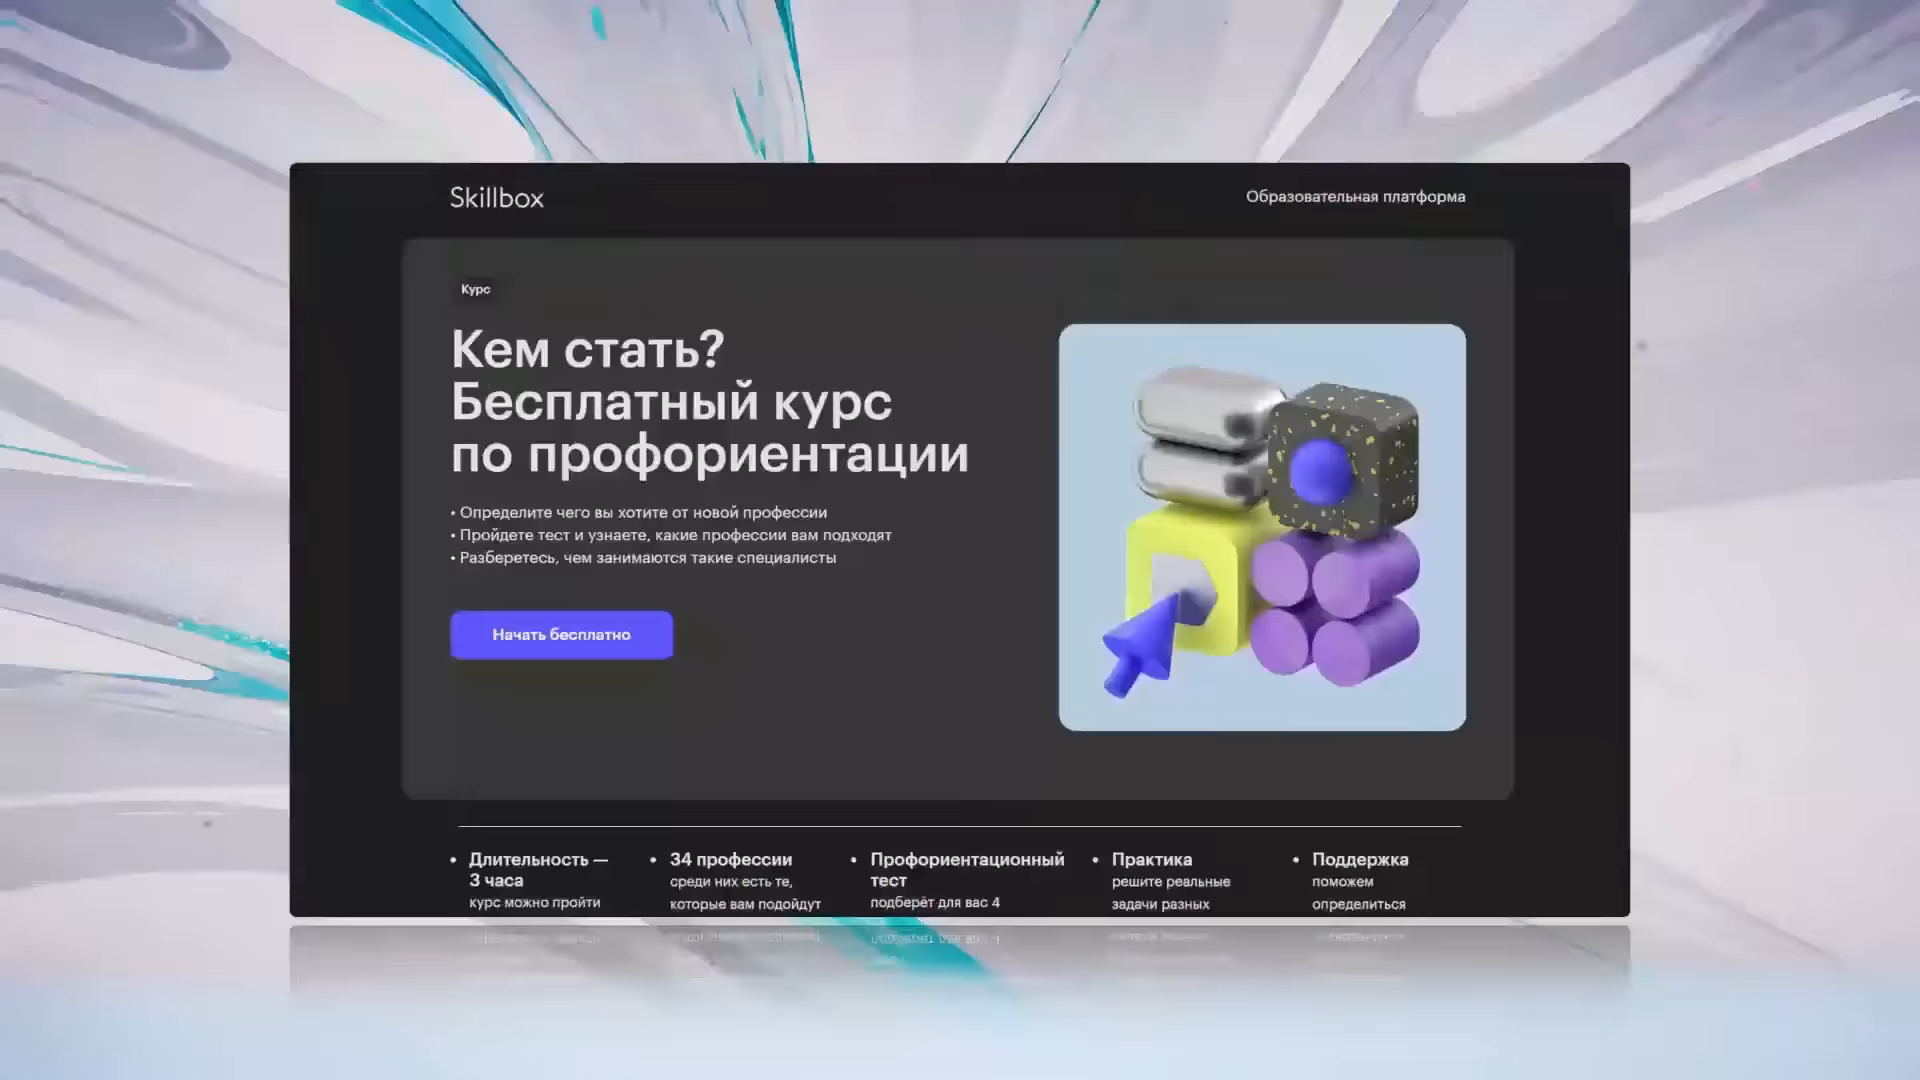 Skillbox
Образовательная платформа
Курс
Кем стать?
Бесплатный курс
по профориентации
• Определите чего вы хотите от новой профессии
• Пройдете тест и узнаете, какие профессии вам подходят
• Разберетесь, чем занимаются такие специалисты
Начать бесплатно
• Длительность —
3 часа
курс можно пройти
• 34 профессии
среди них есть те,
которые вам подойдут
• Профориентационный
тест
подберёт для вас 4
• Практика
решите реальные
задачи разных
• Поддержка
поможем
определиться